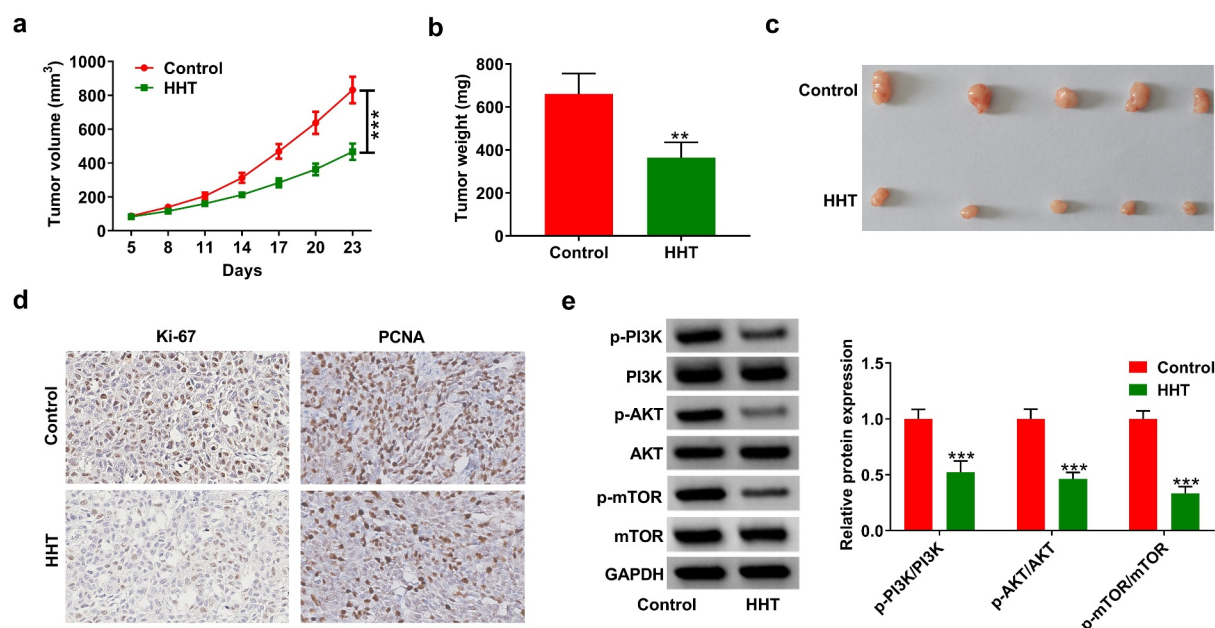 a
Tumor volume (mm3)
1000
800
600
400
200
0
Control
HHT
***
5 8 11 14 17 20 23
Days
b
Tumor weight (mg)
800
600
400
200
0
**
Control HHT
c
Control
HHT
d
Ki-67 PCNA
Control
HHT
e
p-PI3K
PI3K
p-AKT
AKT
p-mTOR
mTOR
GAPDH
Control HHT
Relative protein expression
1.5
1.0
0.5
0.0
Control
HHT
*** *** ***
p-PI3K/PI3K
p-AKT/AKT
p-mTOR/mTOR